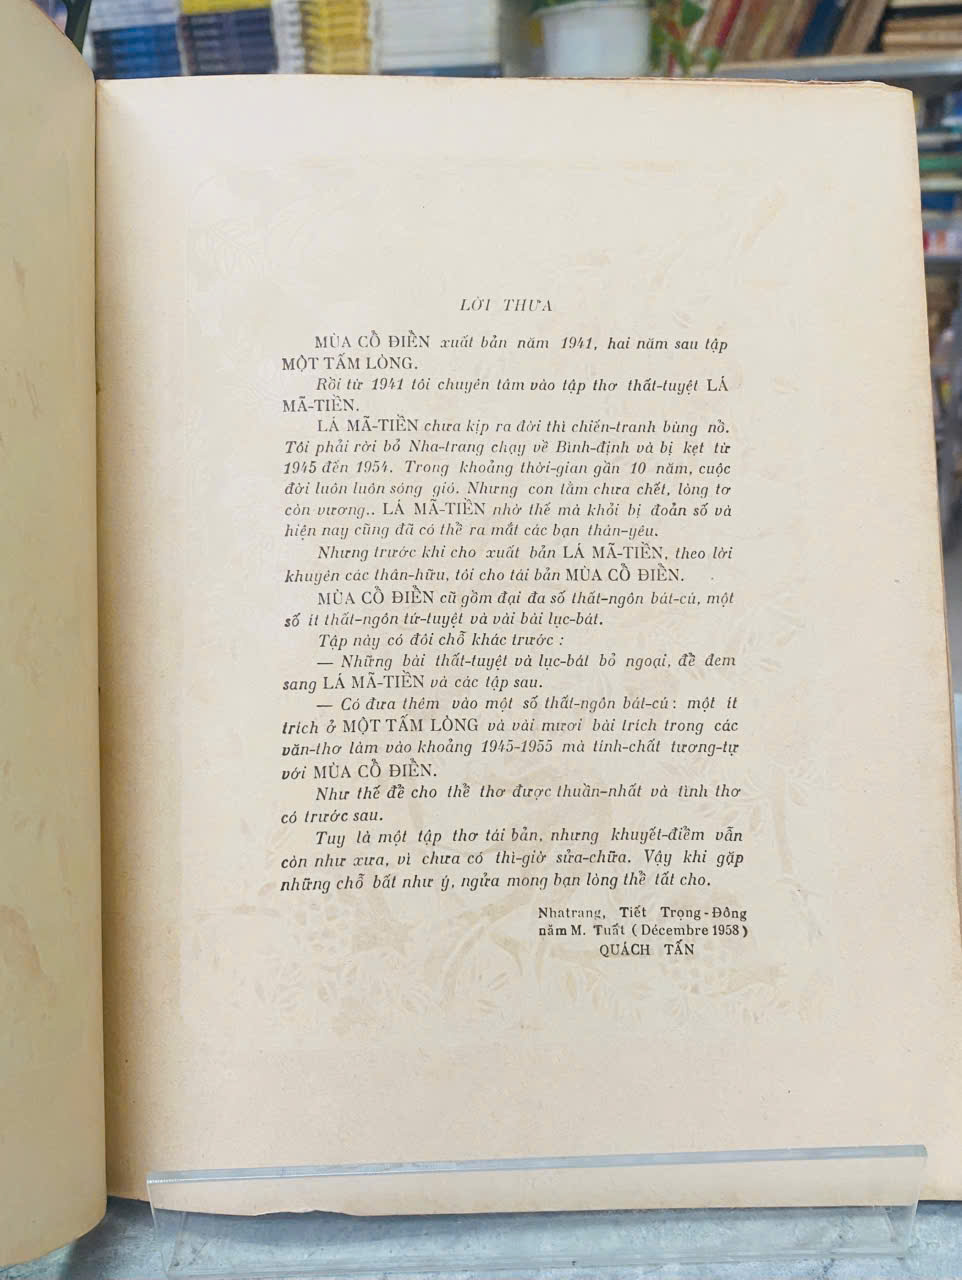 LỜI THƯA
MÙA CỔ ĐIỂN xuất bản năm 1941, hai năm sau tập
MỘT TẤM LÒNG.
Rồi từ 1941 tôi chuyên tâm vào tập thơ thất-tuyệt LÁ
MÃ-TIỀN.
LÁ MÃ-TIỀN chưa kịp ra đời thì chiến-tranh bùng nổ.
Tôi phải rời bỏ Nha-trang chạy về Bình-định và bị kẹt từ
1945 đến 1954. Trong khoảng thời-gian gần 10 năm, cuộc
đời luôn luôn sóng gió. Nhưng con tằm chưa chết, lòng tơ
còn vương.. LÁ MÃ-TIỀN nhờ thế mà khỏi bị đoản số và
hiện nay cũng đã có thể ra mắt các bạn thân-yêu.
Nhưng trước khi cho xuất bản LÁ MÃ-TIỀN, theo lời
khuyên các thân-hữu, tôi cho tái bản MÙA CỔ ĐIỂN.
MÙA CỔ ĐIỂN cũ gồm đại đa số thất-ngôn bát-cú, một
số ít thất-ngôn tứ-tuyệt và vài bài lục-bát.
Tập này có đôi chỗ khác trước :
— Những bài thất-tuyệt và lục-bát bỏ ngoại, để đem
sang LÁ MÃ-TIỀN và các tập sau.
— Có đưa thêm vào một số thất-ngôn bát-cú : một ít
trích ở MỘT TẤM LÒNG và vài mươi bài trích trong các
văn-thơ làm vào khoảng 1945-1955 mà tính-chất tương-tự
với MÙA CỔ ĐIỂN.
Như thế để cho thể thơ được thuần-nhất và tình thơ
có trước sau.
Tuy là một tập thơ tái bản, nhưng khuyết-điểm vẫn
còn như xưa, vì chưa có thì-giờ sửa-chữa. Vậy khi gặp
những chỗ bất như ý, ngửa mong bạn lòng thể tất cho.
Nhatrang, Tiết Trọng-Đông
năm M. Tuất ( Décembre 1958 )
QUÁCH TẤN